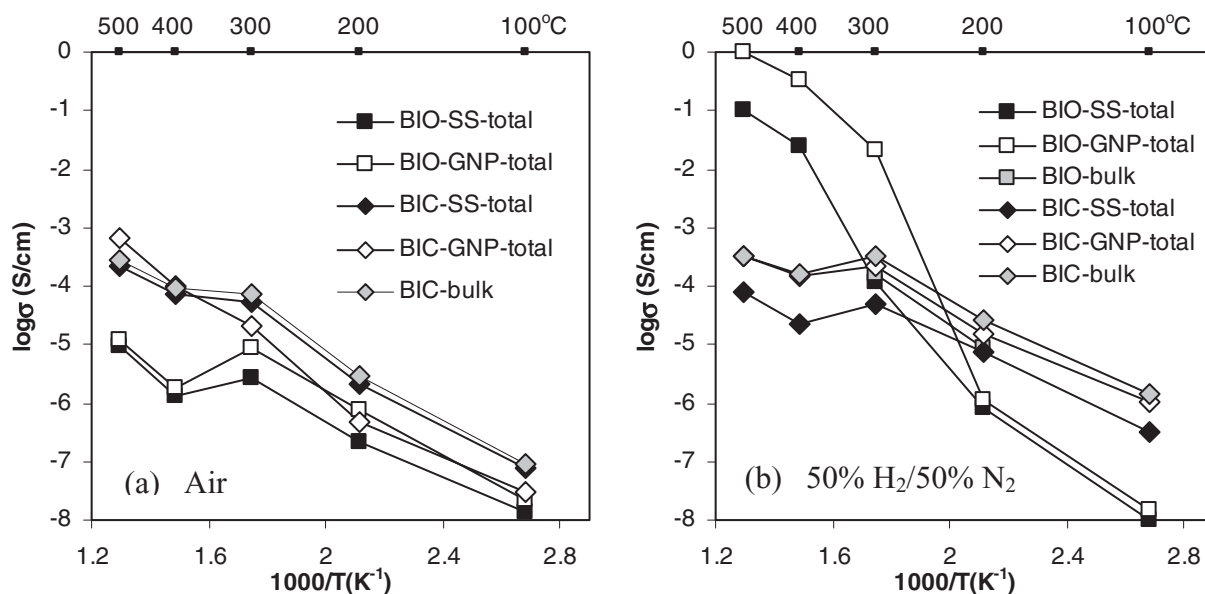 500 400 300 200 100°C
0
-1
-2
-3
-4
-5
-6
-7
-8
logσ (S/cm)
BIO-SS-total
BIO-GNP-total
BIC-SS-total
BIC-GNP-total
BIC-bulk
(a) Air
1.2 1.6 2 2.4 2.8
1000/T(K⁻¹)
500 400 300 200 100°C
0
-1
-2
-3
-4
-5
-6
-7
-8
logσ (S/cm)
BIO-SS-total
BIO-GNP-total
BIO-bulk
BIC-SS-total
BIC-GNP-total
BIC-bulk
(b) 50% H₂/50% N₂
1.2 1.6 2 2.4 2.8
1000/T(K⁻¹)